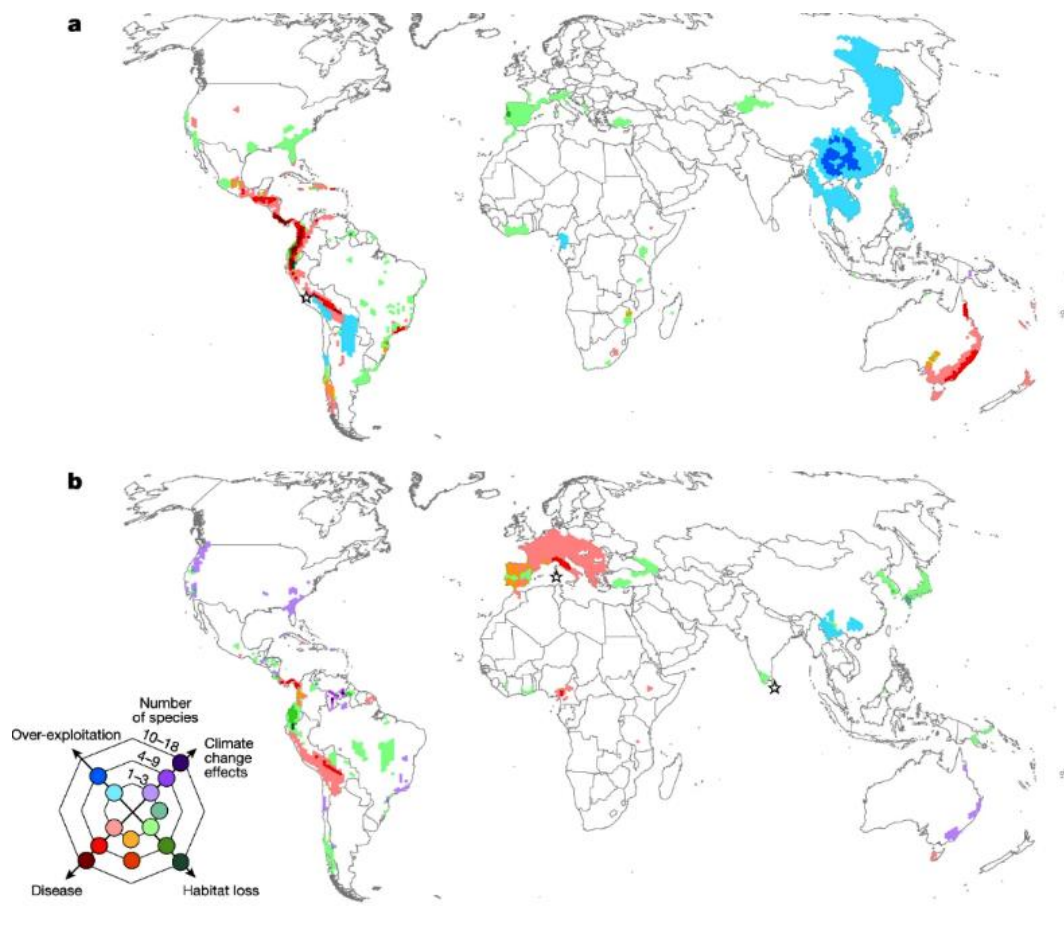 a
b
Number
of species
Over-exploitation
10–18
4–9
1–3
Climate
change
effects
Disease
Habitat loss